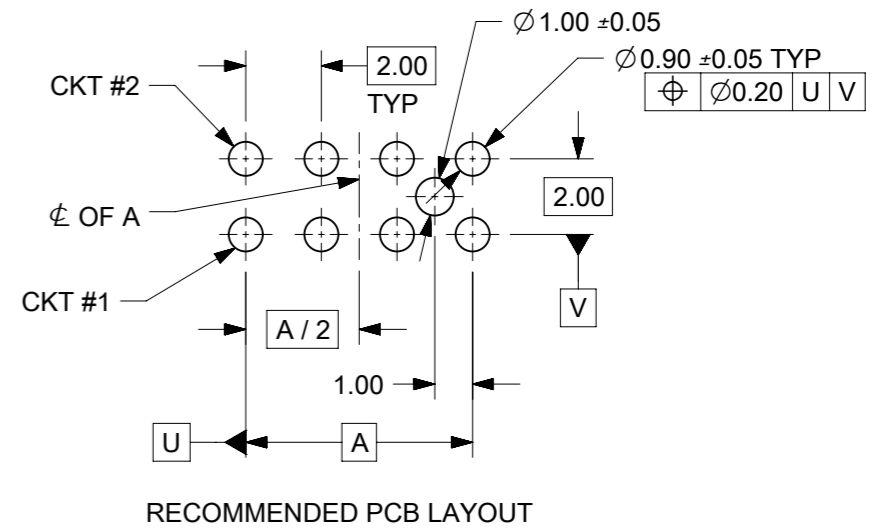 ⌀1.00 ±0.05
⌀0.90 ±0.05 TYP
⌖ ⌀0.20 U V
2.00
TYP
CKT #2
2.00
℄ OF A
CKT #1
V
A / 2
1.00
U
A
RECOMMENDED PCB LAYOUT